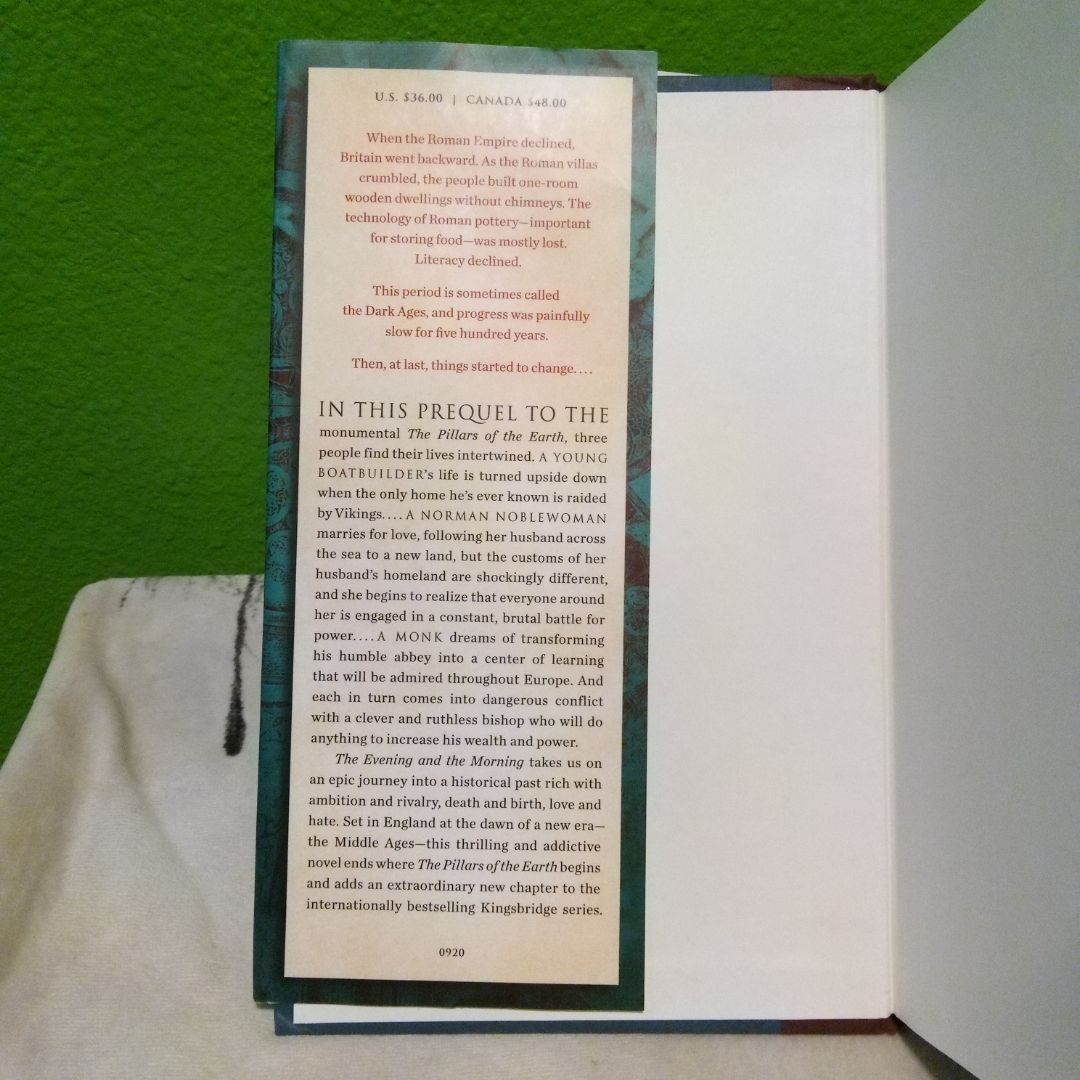 U.S. $36.00 | CANADA $48.00
When the Roman Empire declined,
Britain went backward. As the Roman villas
crumbled, the people built one-room
wooden dwellings without chimneys. The
technology of Roman pottery—important
for storing food—was mostly lost.
Literacy declined.
This period is sometimes called
the Dark Ages, and progress was painfully
slow for five hundred years.
Then, at last, things started to change....
IN THIS PREQUEL TO THE
monumental The Pillars of the Earth, three
people find their lives intertwined. A YOUNG
BOATBUILDER's life is turned upside down
when the only home he's ever known is raided
by Vikings.... A NORMAN NOBLEWOMAN
marries for love, following her husband across
the sea to a new land, but the customs of her
husband's homeland are shockingly different,
and she begins to realize that everyone around
her is engaged in a constant, brutal battle for
power.... A MONK dreams of transforming
his humble abbey into a center of learning
that will be admired throughout Europe. And
each in turn comes into dangerous conflict
with a clever and ruthless bishop who will do
anything to increase his wealth and power.
The Evening and the Morning takes us on
an epic journey into a historical past rich with
ambition and rivalry, death and birth, love and
hate. Set in England at the dawn of a new era—
the Middle Ages—this thrilling and addictive
novel ends where The Pillars of the Earth begins
and adds an extraordinary new chapter to the
internationally bestselling Kingsbridge series.
0920